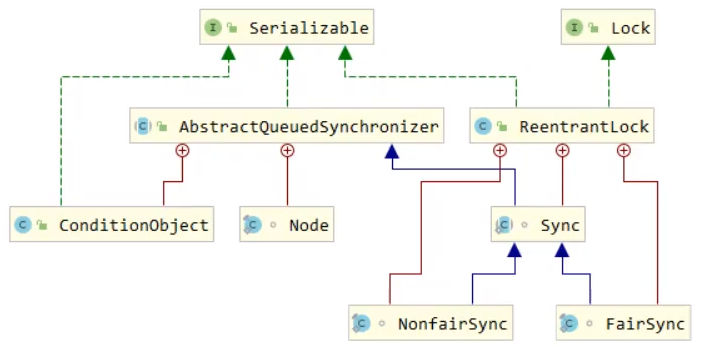 Serializable
Lock
AbstractQueuedSynchronizer
ReentrantLock
ConditionObject
Node
Sync
NonfairSync
FairSync